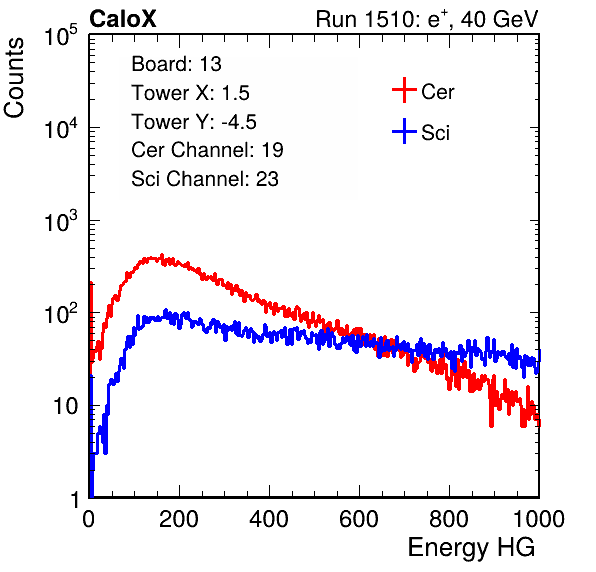 CaloX Run 1510: e⁺, 40 GeV
Counts
Board: 13
Tower X: 1.5
Tower Y: -4.5
Cer Channel: 19
Sci Channel: 23
Cer
Sci
10⁵
10⁴
10³
10²
10
1
0 200 400 600 800 1000
Energy HG